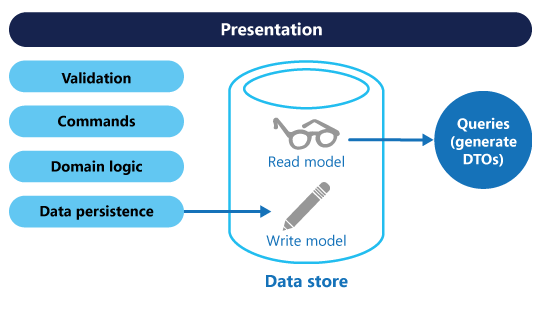 Presentation
Validation
Commands
Domain logic
Data persistence
Read model
Write model
Data store
Queries
(generate
DTOs)